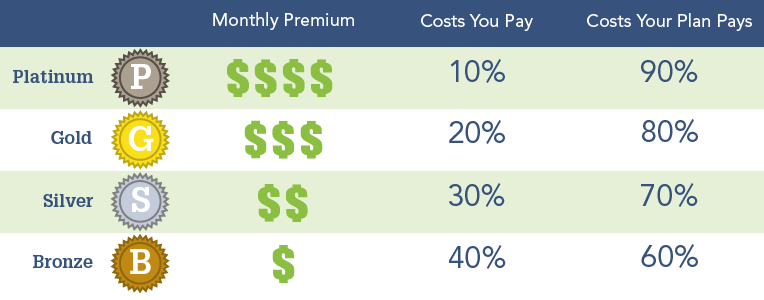 Monthly Premium Costs You Pay Costs Your Plan Pays
Platinum P $$$$ 10% 90%
Gold G $$$ 20% 80%
Silver S $$ 30% 70%
Bronze B $ 40% 60%